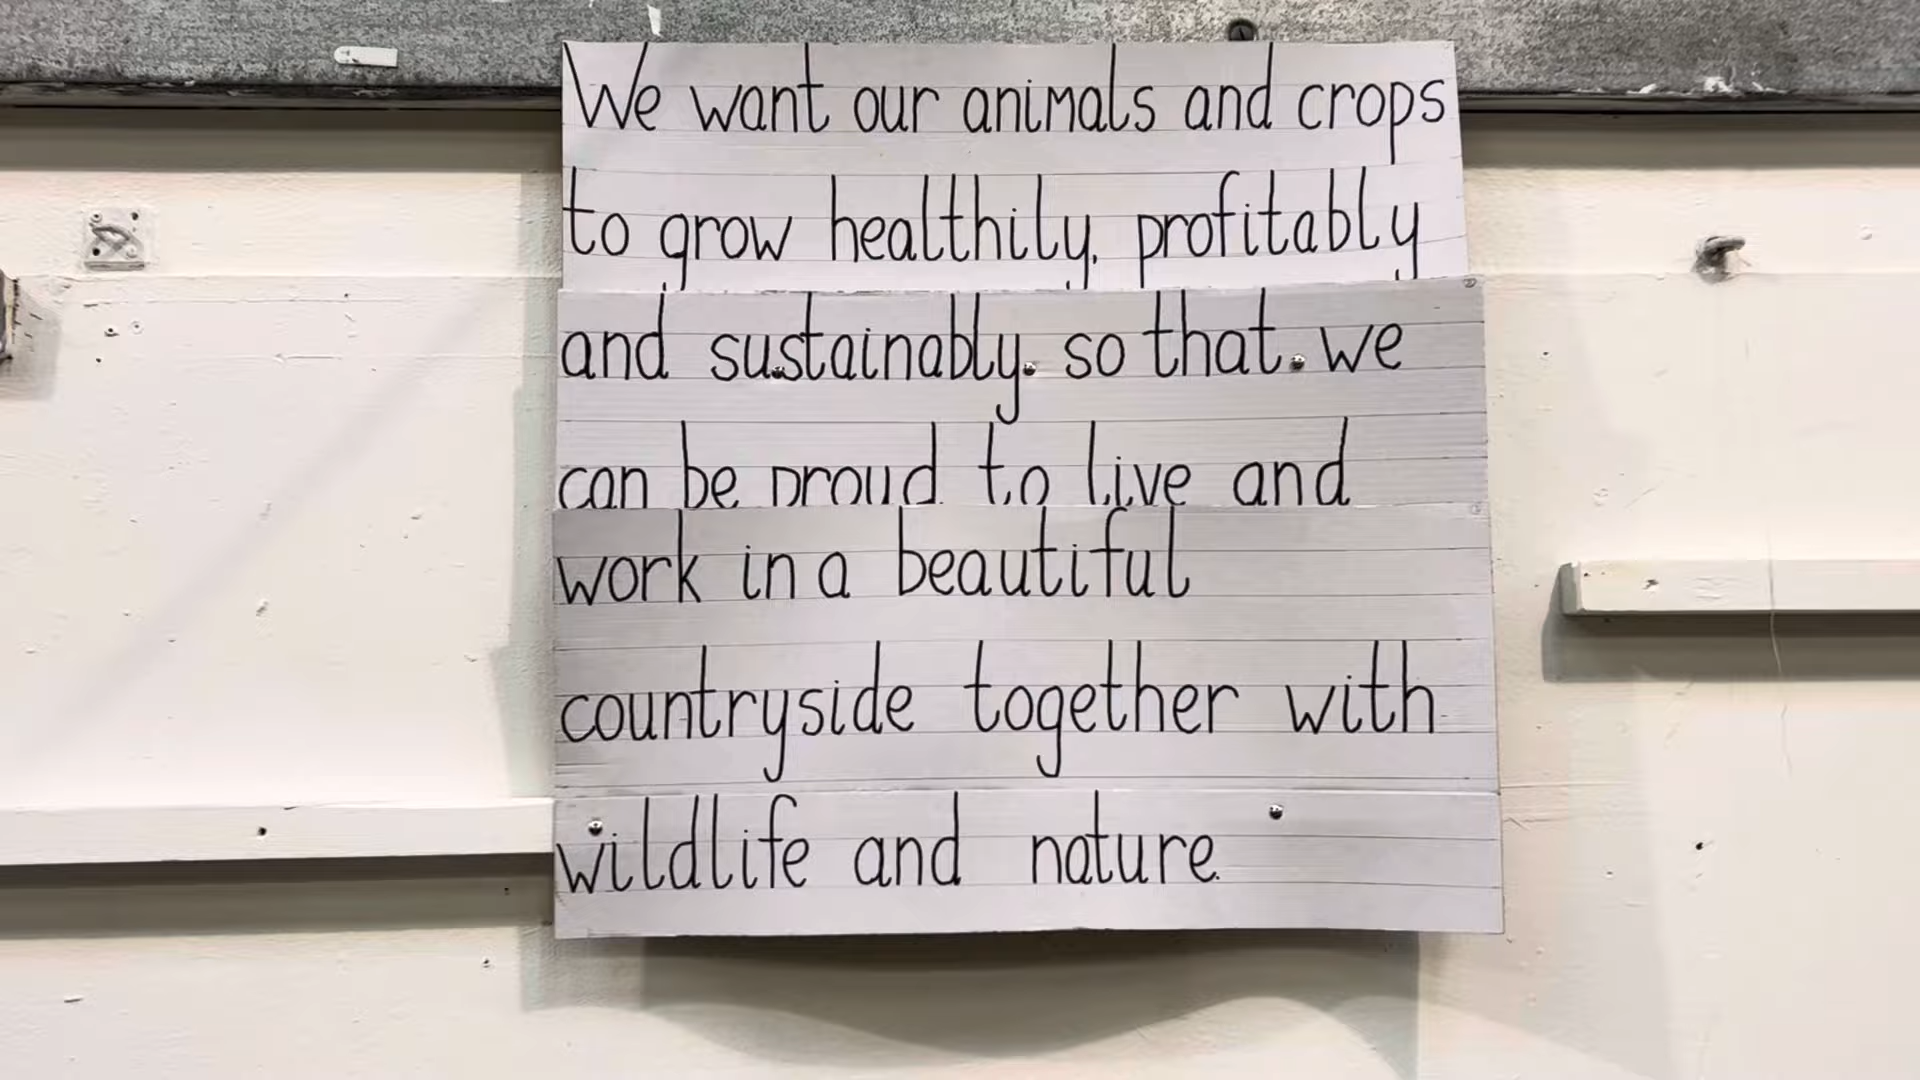 We want our animals and crops
to grow healthily, profitably
and sustainably, so that we
can be proud to live and
work in a beautiful
countryside together with
wildlife and nature.